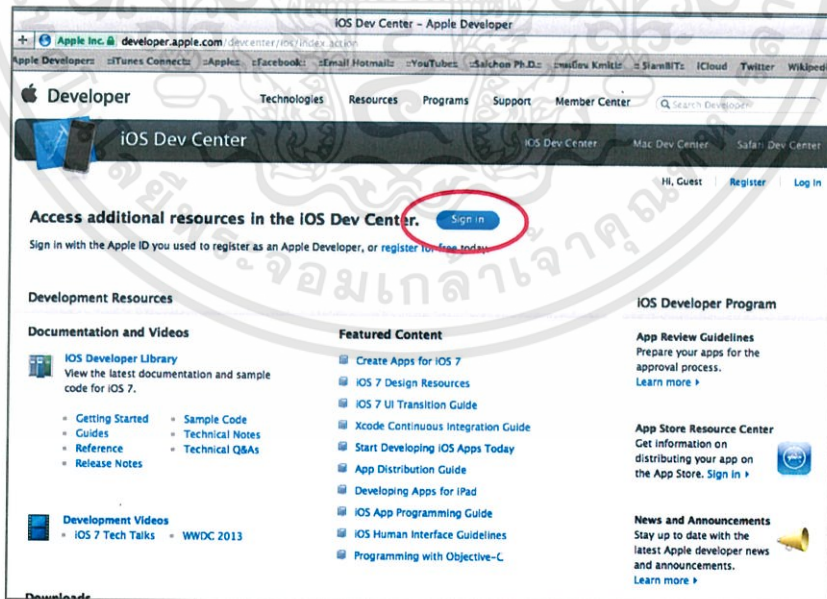 iOS Dev Center – Apple Developer
+ Apple Inc. developer.apple.com/devcenter/ios/index.action
Apple Developer iTunes Connect Apple Facebook Email Hotmail YouTube Saichon Ph.D. Kmitl SiamBIT iCloud Twitter Wikiped
Developer Technologies Resources Programs Support Member Center Search Developer
iOS Dev Center iOS Dev Center Mac Dev Center Safari Dev Center
Hi, Guest Register Log in
Access additional resources in the iOS Dev Center. Sign in
Sign in with the Apple ID you used to register as an Apple Developer, or register for free today.
Development Resources
iOS Developer Program
Documentation and Videos
iOS Developer Library
View the latest documentation and sample
code for iOS 7.
Getting Started
Guides
Reference
Release Notes
Sample Code
Technical Notes
Technical Q&As
Development Videos
iOS 7 Tech Talks WWDC 2013
Featured Content
Create Apps for iOS 7
iOS 7 Design Resources
iOS 7 UI Transition Guide
Xcode Continuous Integration Guide
Start Developing iOS Apps Today
App Distribution Guide
Developing Apps for iPad
iOS App Programming Guide
iOS Human Interface Guidelines
Programming with Objective-C
App Review Guidelines
Prepare your apps for the
approval process.
Learn more
App Store Resource Center
Get information on
distributing your app on
the App Store. Sign in
News and Announcements
Stay up to date with the
latest Apple developer news
and announcements.
Learn more
Downloads